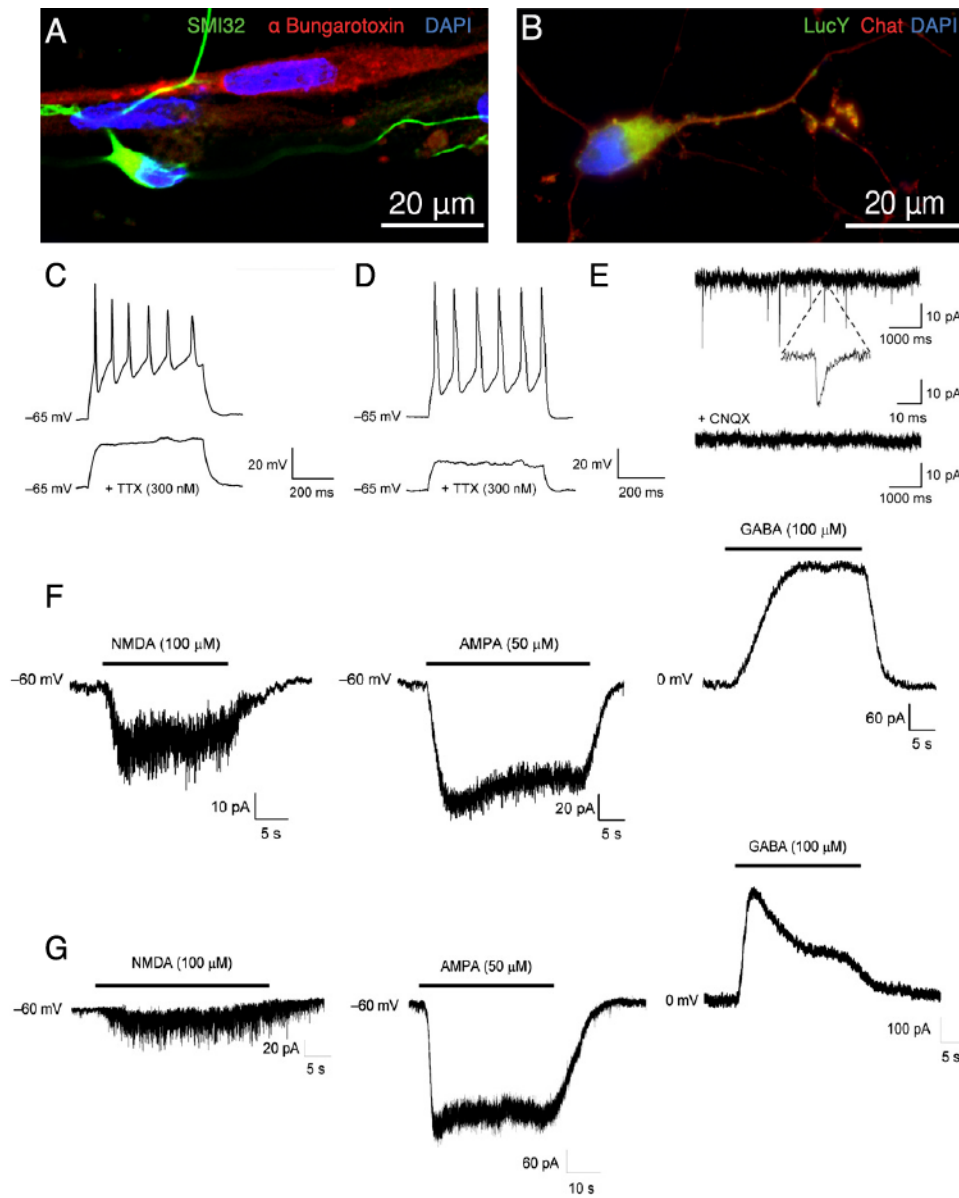 A
SMI32 α Bungarotoxin DAPI
20 µm
B
LucY Chat DAPI
20 µm
C
–65 mV
–65 mV
+ TTX (300 nM)
20 mV
200 ms
D
–65 mV
–65 mV
+ TTX (300 nM)
20 mV
200 ms
E
10 pA
1000 ms
10 pA
10 ms
+ CNQX
10 pA
1000 ms
F
NMDA (100 µM)
–60 mV
10 pA
5 s
AMPA (50 µM)
–60 mV
20 pA
5 s
GABA (100 µM)
0 mV
60 pA
5 s
G
NMDA (100 µM)
–60 mV
20 pA
5 s
AMPA (50 µM)
–60 mV
60 pA
10 s
GABA (100 µM)
0 mV
100 pA
5 s